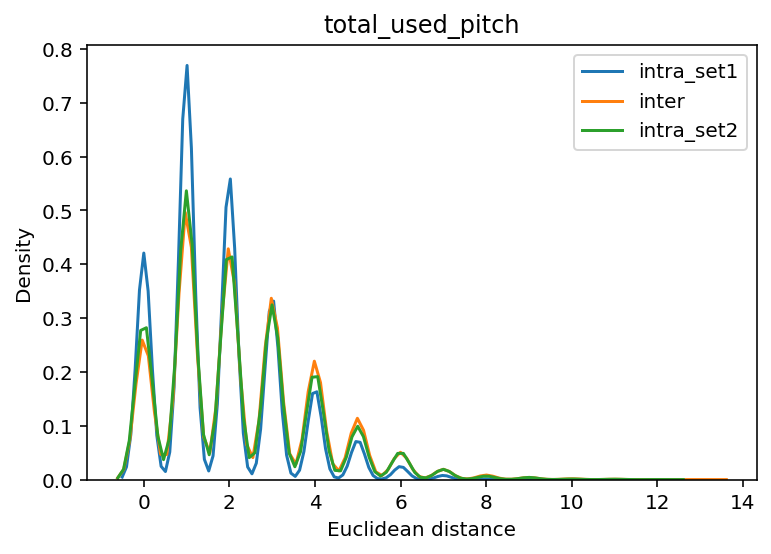 total_used_pitch
intra_set1
inter
intra_set2
Density
0.8
0.7
0.6
0.5
0.4
0.3
0.2
0.1
0.0
0 2 4 6 8 10 12 14
Euclidean distance